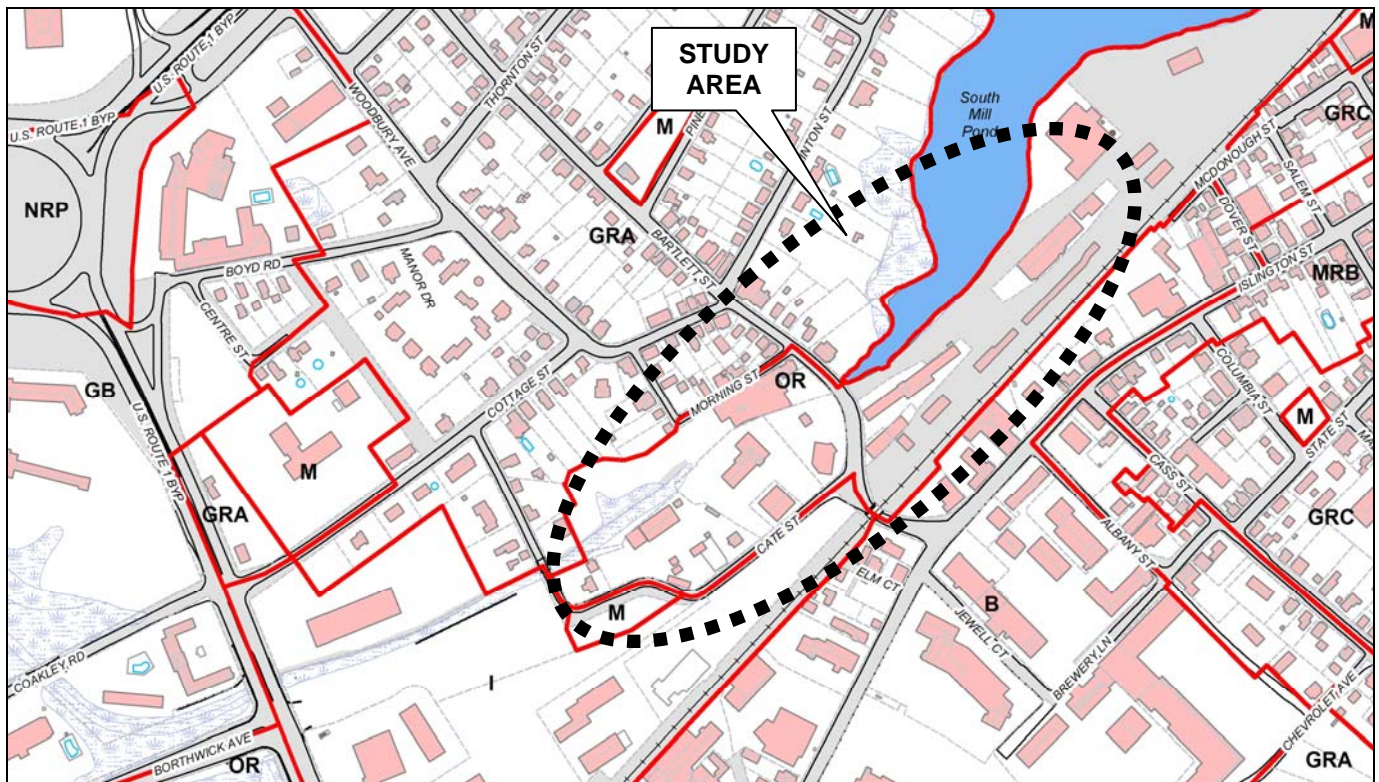 STUDY
AREA
U.S. ROUTE 1 BYP
U.S. ROUTE 1 BYP
WOODBURY AVE
THORNTON ST
M
M
South
Mill
Pond
GRC
MCDONOUGH ST
SALEM ST
DOVER ST
ISLINGTON ST
MRB
NRP
GRA
BARTLETT ST
BOYD RD
MANOR DR
CENTRE ST
GB
U.S. ROUTE 1 BYP
COTTAGE ST
MORNING ST
OR
COLUMBIA ST
M
STATE ST
M
GRA
CATE ST
CASS ST
GRC
ALBANY ST
ELM CT
M
B
JEWELL CT
BREWERY LN
COAKLEY RD
I
CHEVROLET AVE
BORTHWICK AVE
OR
GRA